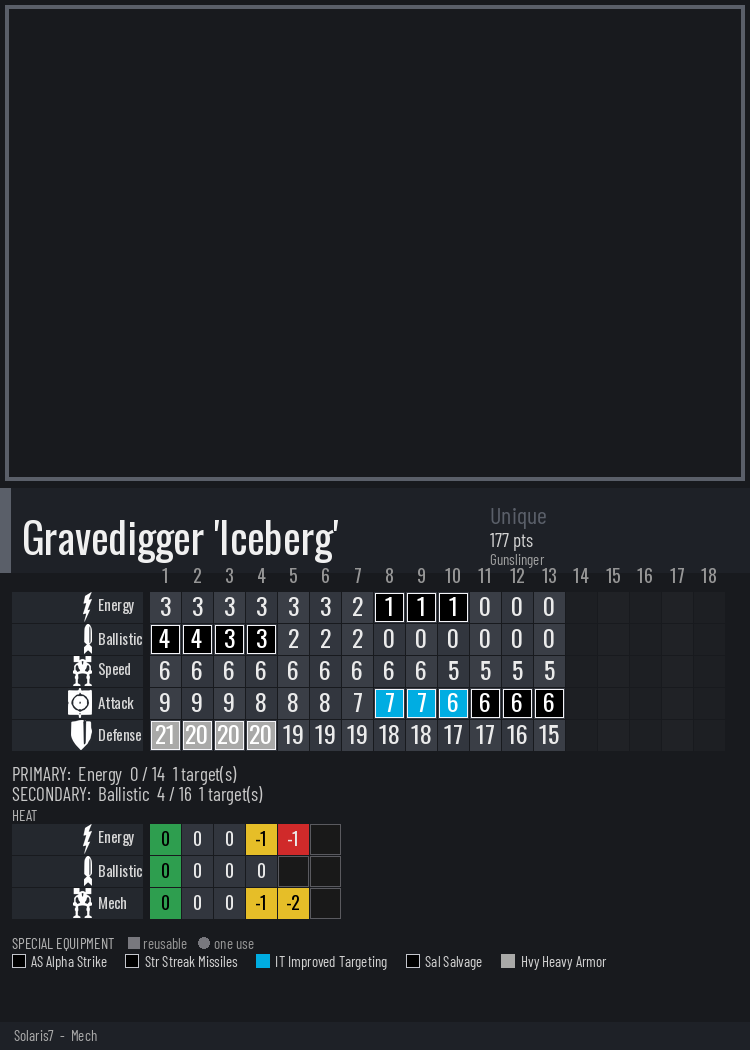 Gravedigger 'Iceberg'
Unique
177 pts
Gunslinger
1 2 3 4 5 6 7 8 9 10 11 12 13 14 15 16 17 18
Energy 3 3 3 3 3 3 2 1 1 1 0 0 0
Ballistic 4 4 3 3 2 2 2 0 0 0 0 0 0
Speed 6 6 6 6 6 6 6 6 6 5 5 5 5
Attack 9 9 9 8 8 8 7 7 7 6 6 6 6
Defense 21 20 20 20 19 19 19 18 18 17 17 16 15
PRIMARY: Energy 0 / 14 1 target(s)
SECONDARY: Ballistic 4 / 16 1 target(s)
HEAT
Energy 0 0 0 -1 -1
Ballistic 0 0 0 0
Mech 0 0 0 -1 -2
SPECIAL EQUIPMENT reusable one use
AS Alpha Strike Str Streak Missiles IT Improved Targeting Sal Salvage Hvy Heavy Armor
Solaris7 - Mech